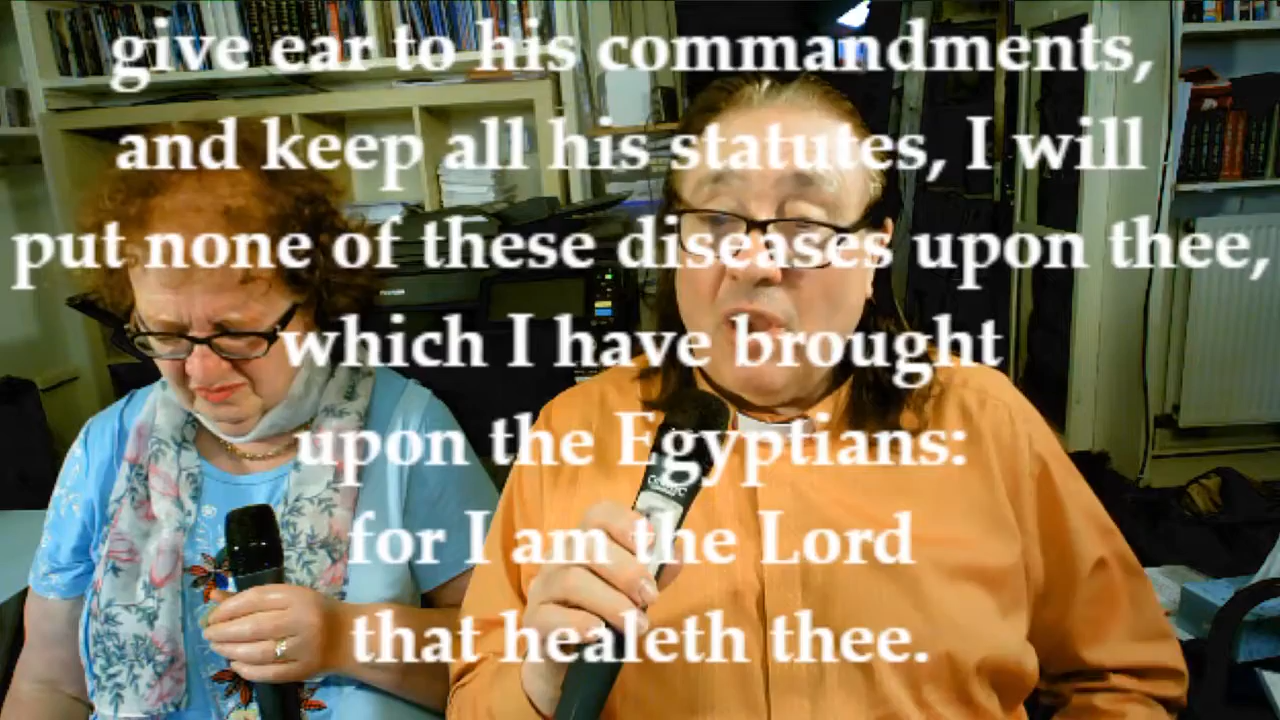 give ear to his commandments,
and keep all his statutes, I will
put none of these diseases upon thee,
which I have brought
upon the Egyptians:
for I am the Lord
that healeth thee.